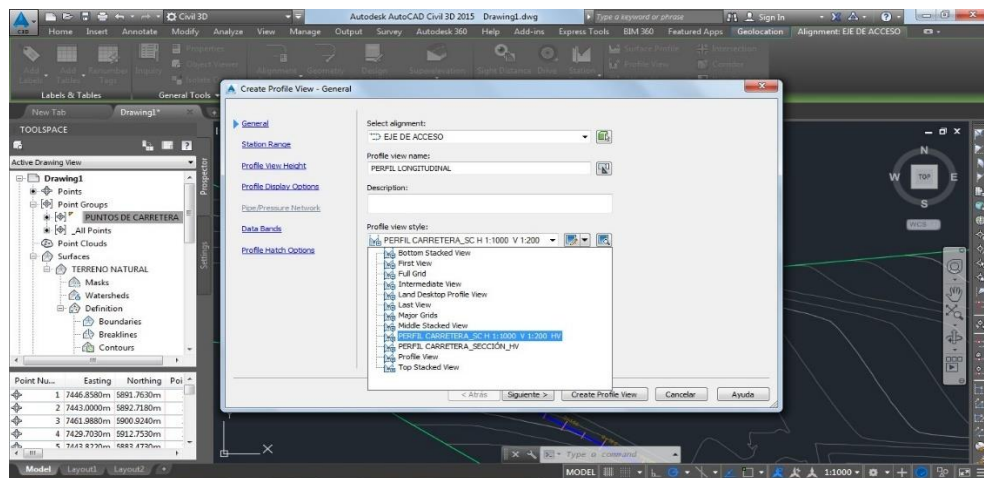 Civil 3D
Autodesk AutoCAD Civil 3D 2015 Drawing1.dwg
Type a keyword or phrase
Sign In
Home Insert Annotate Modify Analyze View Manage Output Survey Autodesk 360 Help Add-ins Express Tools BIM 360 Featured Apps Geolocation Alignment: EJE DE ACCESO
Labels & Tables
General Tools
New Tab
Drawing1*
TOOLSPACE
Active Drawing View
Drawing1
Points
Point Groups
PUNTOS DE CARRETERA
_All Points
Point Clouds
Surfaces
TERRENO NATURAL
Masks
Watersheds
Definition
Boundaries
Breaklines
Contours
Prospector
Settings
Point Nu... Easting Northing Poi
1 7446.8580m 5891.7630m
2 7443.0000m 5892.7180m
3 7461.9880m 5900.9240m
4 7429.7030m 5912.7530m
5 7443.8220m 5883.4730m
Create Profile View - General
General
Station Range
Profile View Height
Profile Display Options
Pipe/Pressure Network
Data Bands
Profile Hatch Options
Select alignment:
EJE DE ACCESO
Profile view name:
PERFIL LONGITUDINAL
Description:
Profile view style:
PERFIL CARRETERA_SC H 1:1000 V 1:200
Bottom Stacked View
First View
Full Grid
Intermediate View
Land Desktop Profile View
Last View
Major Grids
Middle Stacked View
PERFIL CARRETERA_SC H 1:1000 V 1:200 HV
PERFIL CARRETERA_SECCIÓN_HV
Profile View
Top Stacked View
< Atrás
Siguiente >
Create Profile View
Cancelar
Ayuda
N
W TOP E
S
WCS
Type a command
Model Layout1 Layout2
MODEL
1:1000